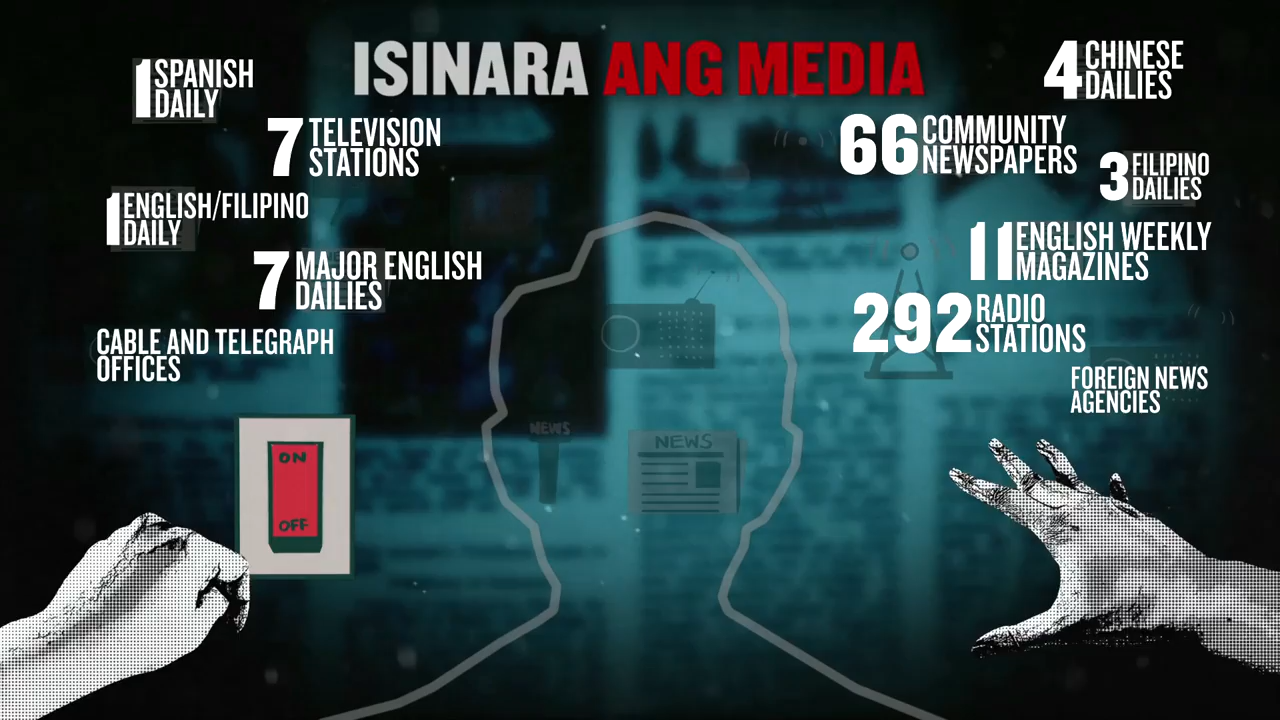 ISINARA ANG MEDIA
1 SPANISH
DAILY
7 TELEVISION
STATIONS
1 ENGLISH/FILIPINO
DAILY
7 MAJOR ENGLISH
DAILIES
CABLE AND TELEGRAPH
OFFICES
4 CHINESE
DAILIES
66 COMMUNITY
NEWSPAPERS
3 FILIPINO
DAILIES
11 ENGLISH WEEKLY
MAGAZINES
292 RADIO
STATIONS
FOREIGN NEWS
AGENCIES
NEWS
NEWS
ON
OFF